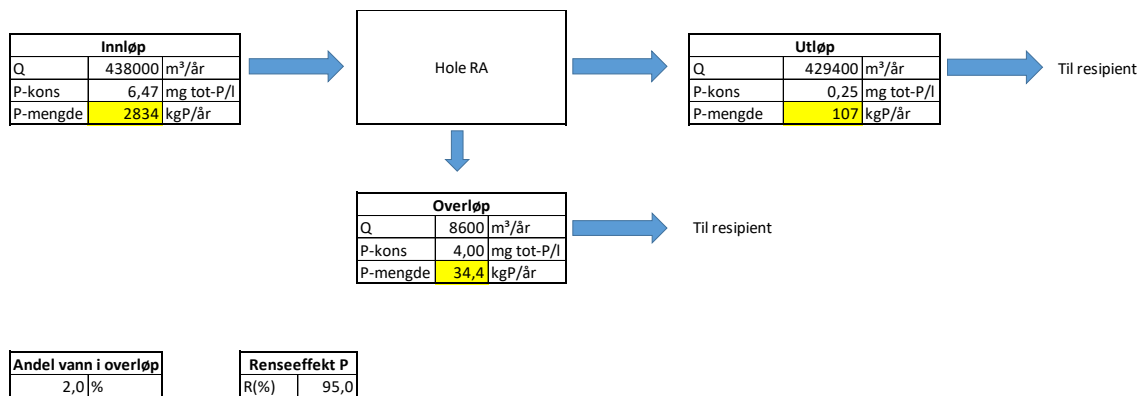 Innløp
Q 438000 m³/år
P-kons 6,47 mg tot-P/l
P-mengde 2834 kgP/år
Hole RA
Utløp
Q 429400 m³/år
P-kons 0,25 mg tot-P/l
P-mengde 107 kgP/år
Til resipient
Overløp
Q 8600 m³/år
P-kons 4,00 mg tot-P/l
P-mengde 34,4 kgP/år
Til resipient
Andel vann i overløp
2,0 %
Renseeffekt P
R(%) 95,0